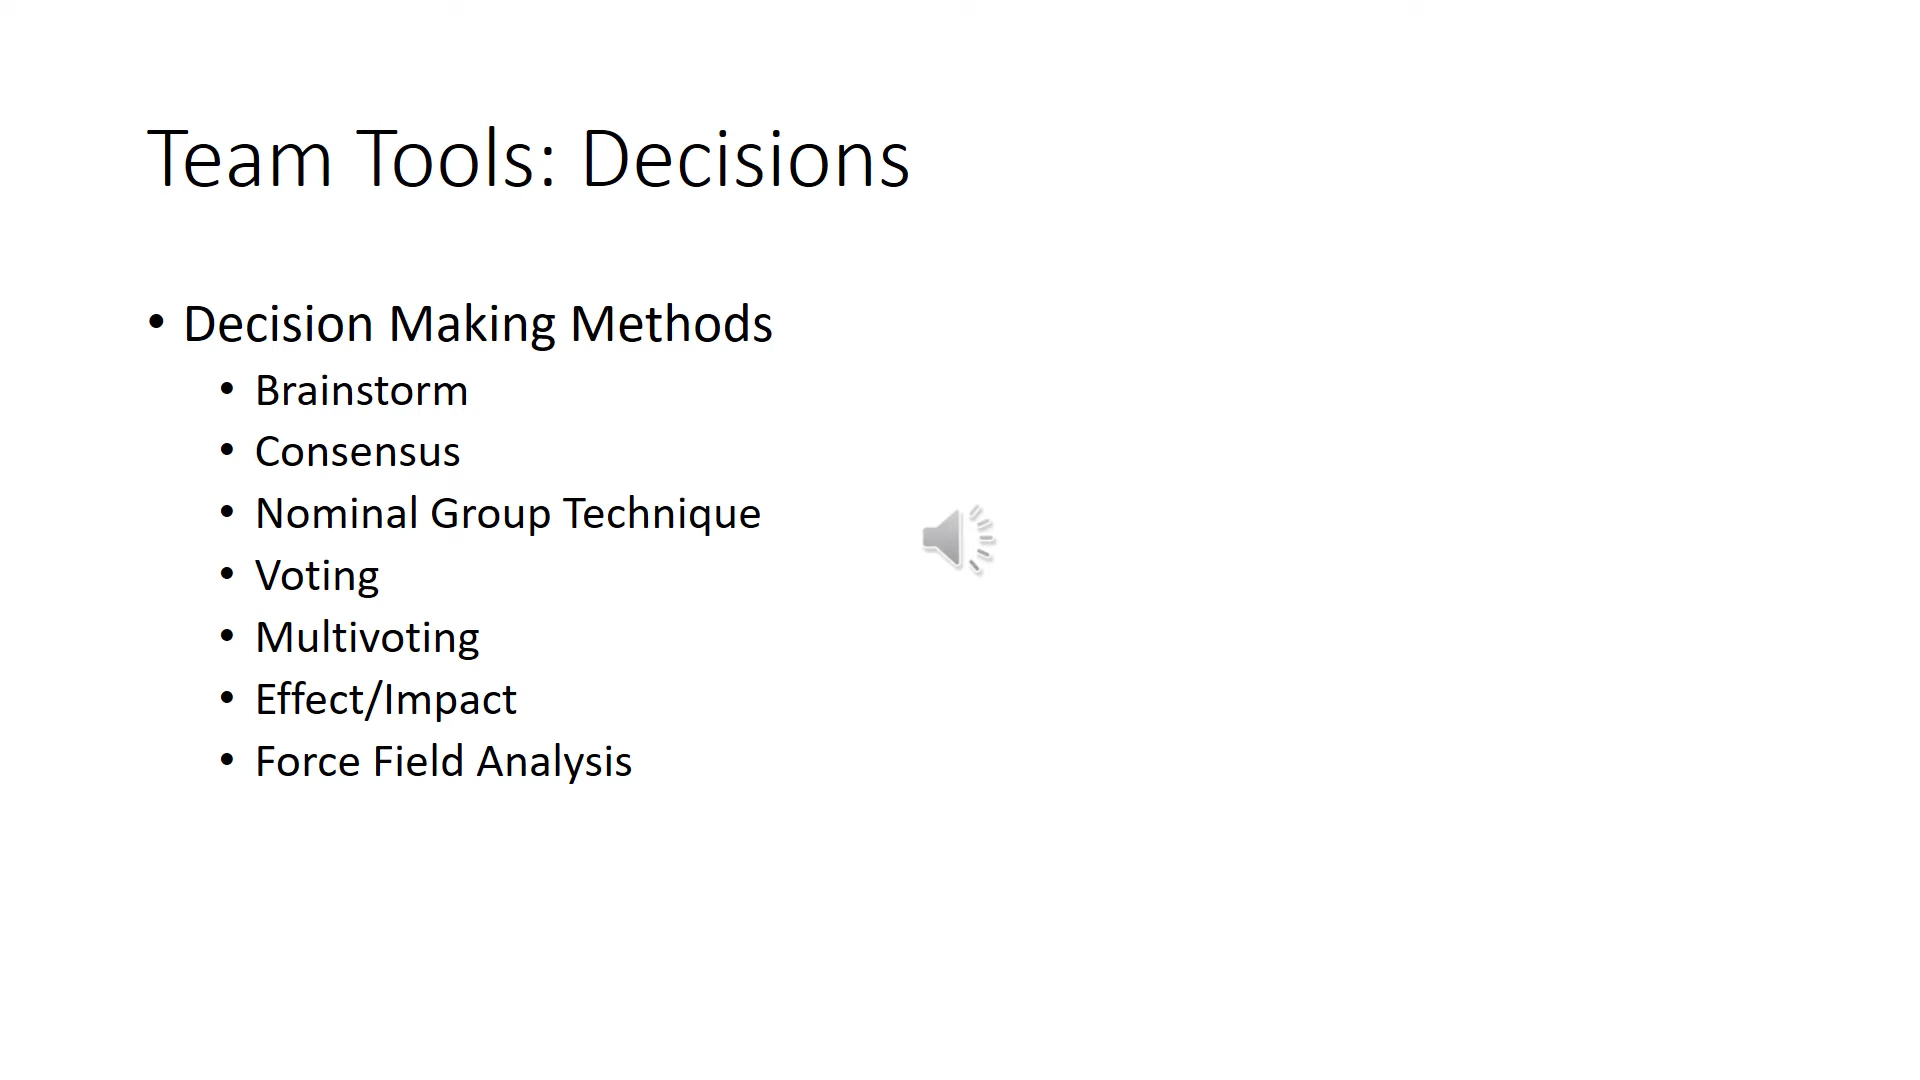 Team Tools: Decisions
• Decision Making Methods
• Brainstorm
• Consensus
• Nominal Group Technique
• Voting
• Multivoting
• Effect/Impact
• Force Field Analysis